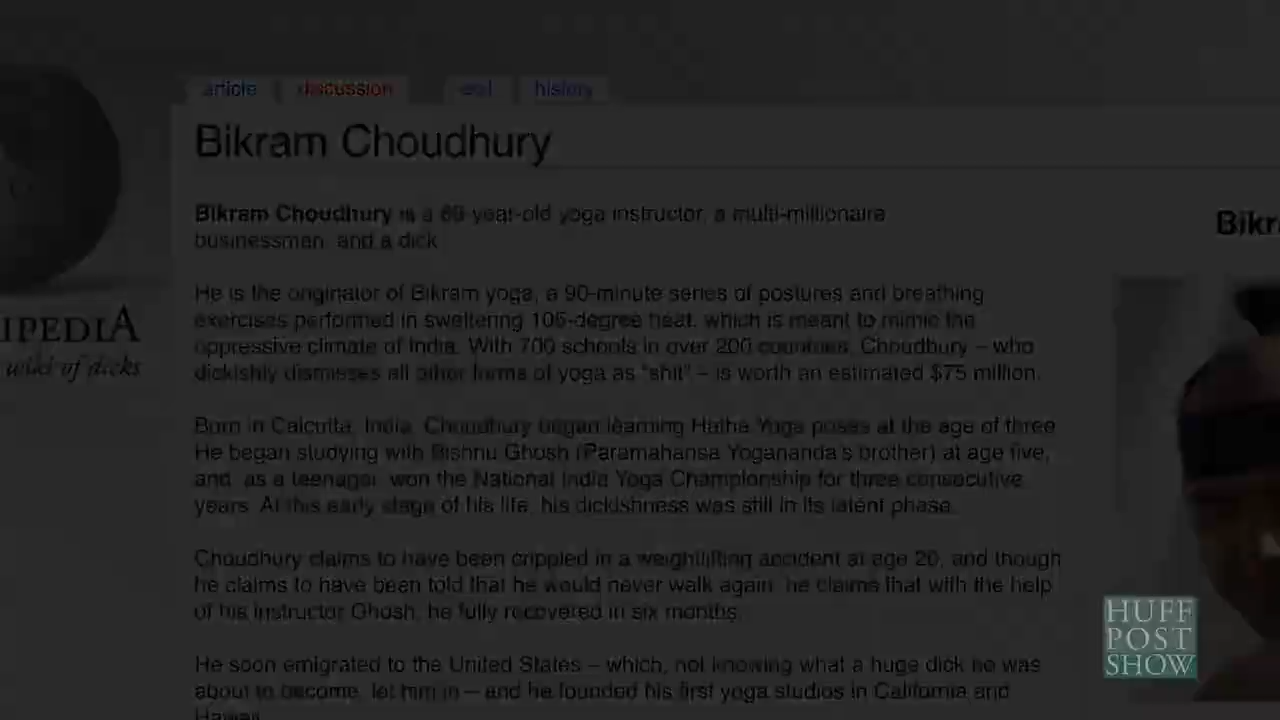 article discussion edit history
Bikram Choudhury
Bikram Choudhury is a 69-year-old yoga instructor, a multi-millionaire
businessman, and a dick.
Bikr
He is the originator of Bikram yoga, a 90-minute series of postures and breathing
exercises performed in sweltering 105-degree heat, which is meant to mimic the
oppressive climate of India. With 700 schools in over 200 countries, Choudbury – who
dickishly dismisses all other forms of yoga as "shit" – is worth an estimated $75 million.
IPEDIA
wiki of dicks
Born in Calcutta, India, Choudhury began learning Hatha Yoga poses at the age of three.
He began studying with Bishnu Ghosh (Paramahansa Yogananda's brother) at age five,
and, as a teenager, won the National India Yoga Championship for three consecutive
years. At this early stage of his life, his dickishness was still in its latent phase.
Choudhury claims to have been crippled in a weightlifting accident at age 20, and though
he claims to have been told that he would never walk again, he claims that with the help
of his instructor Ghosh, he fully recovered in six months.
He soon emigrated to the United States – which, not knowing what a huge dick he was
about to become, let him in – and he founded his first yoga studios in California and
Hawaii.
HUFF
POST
SHOW